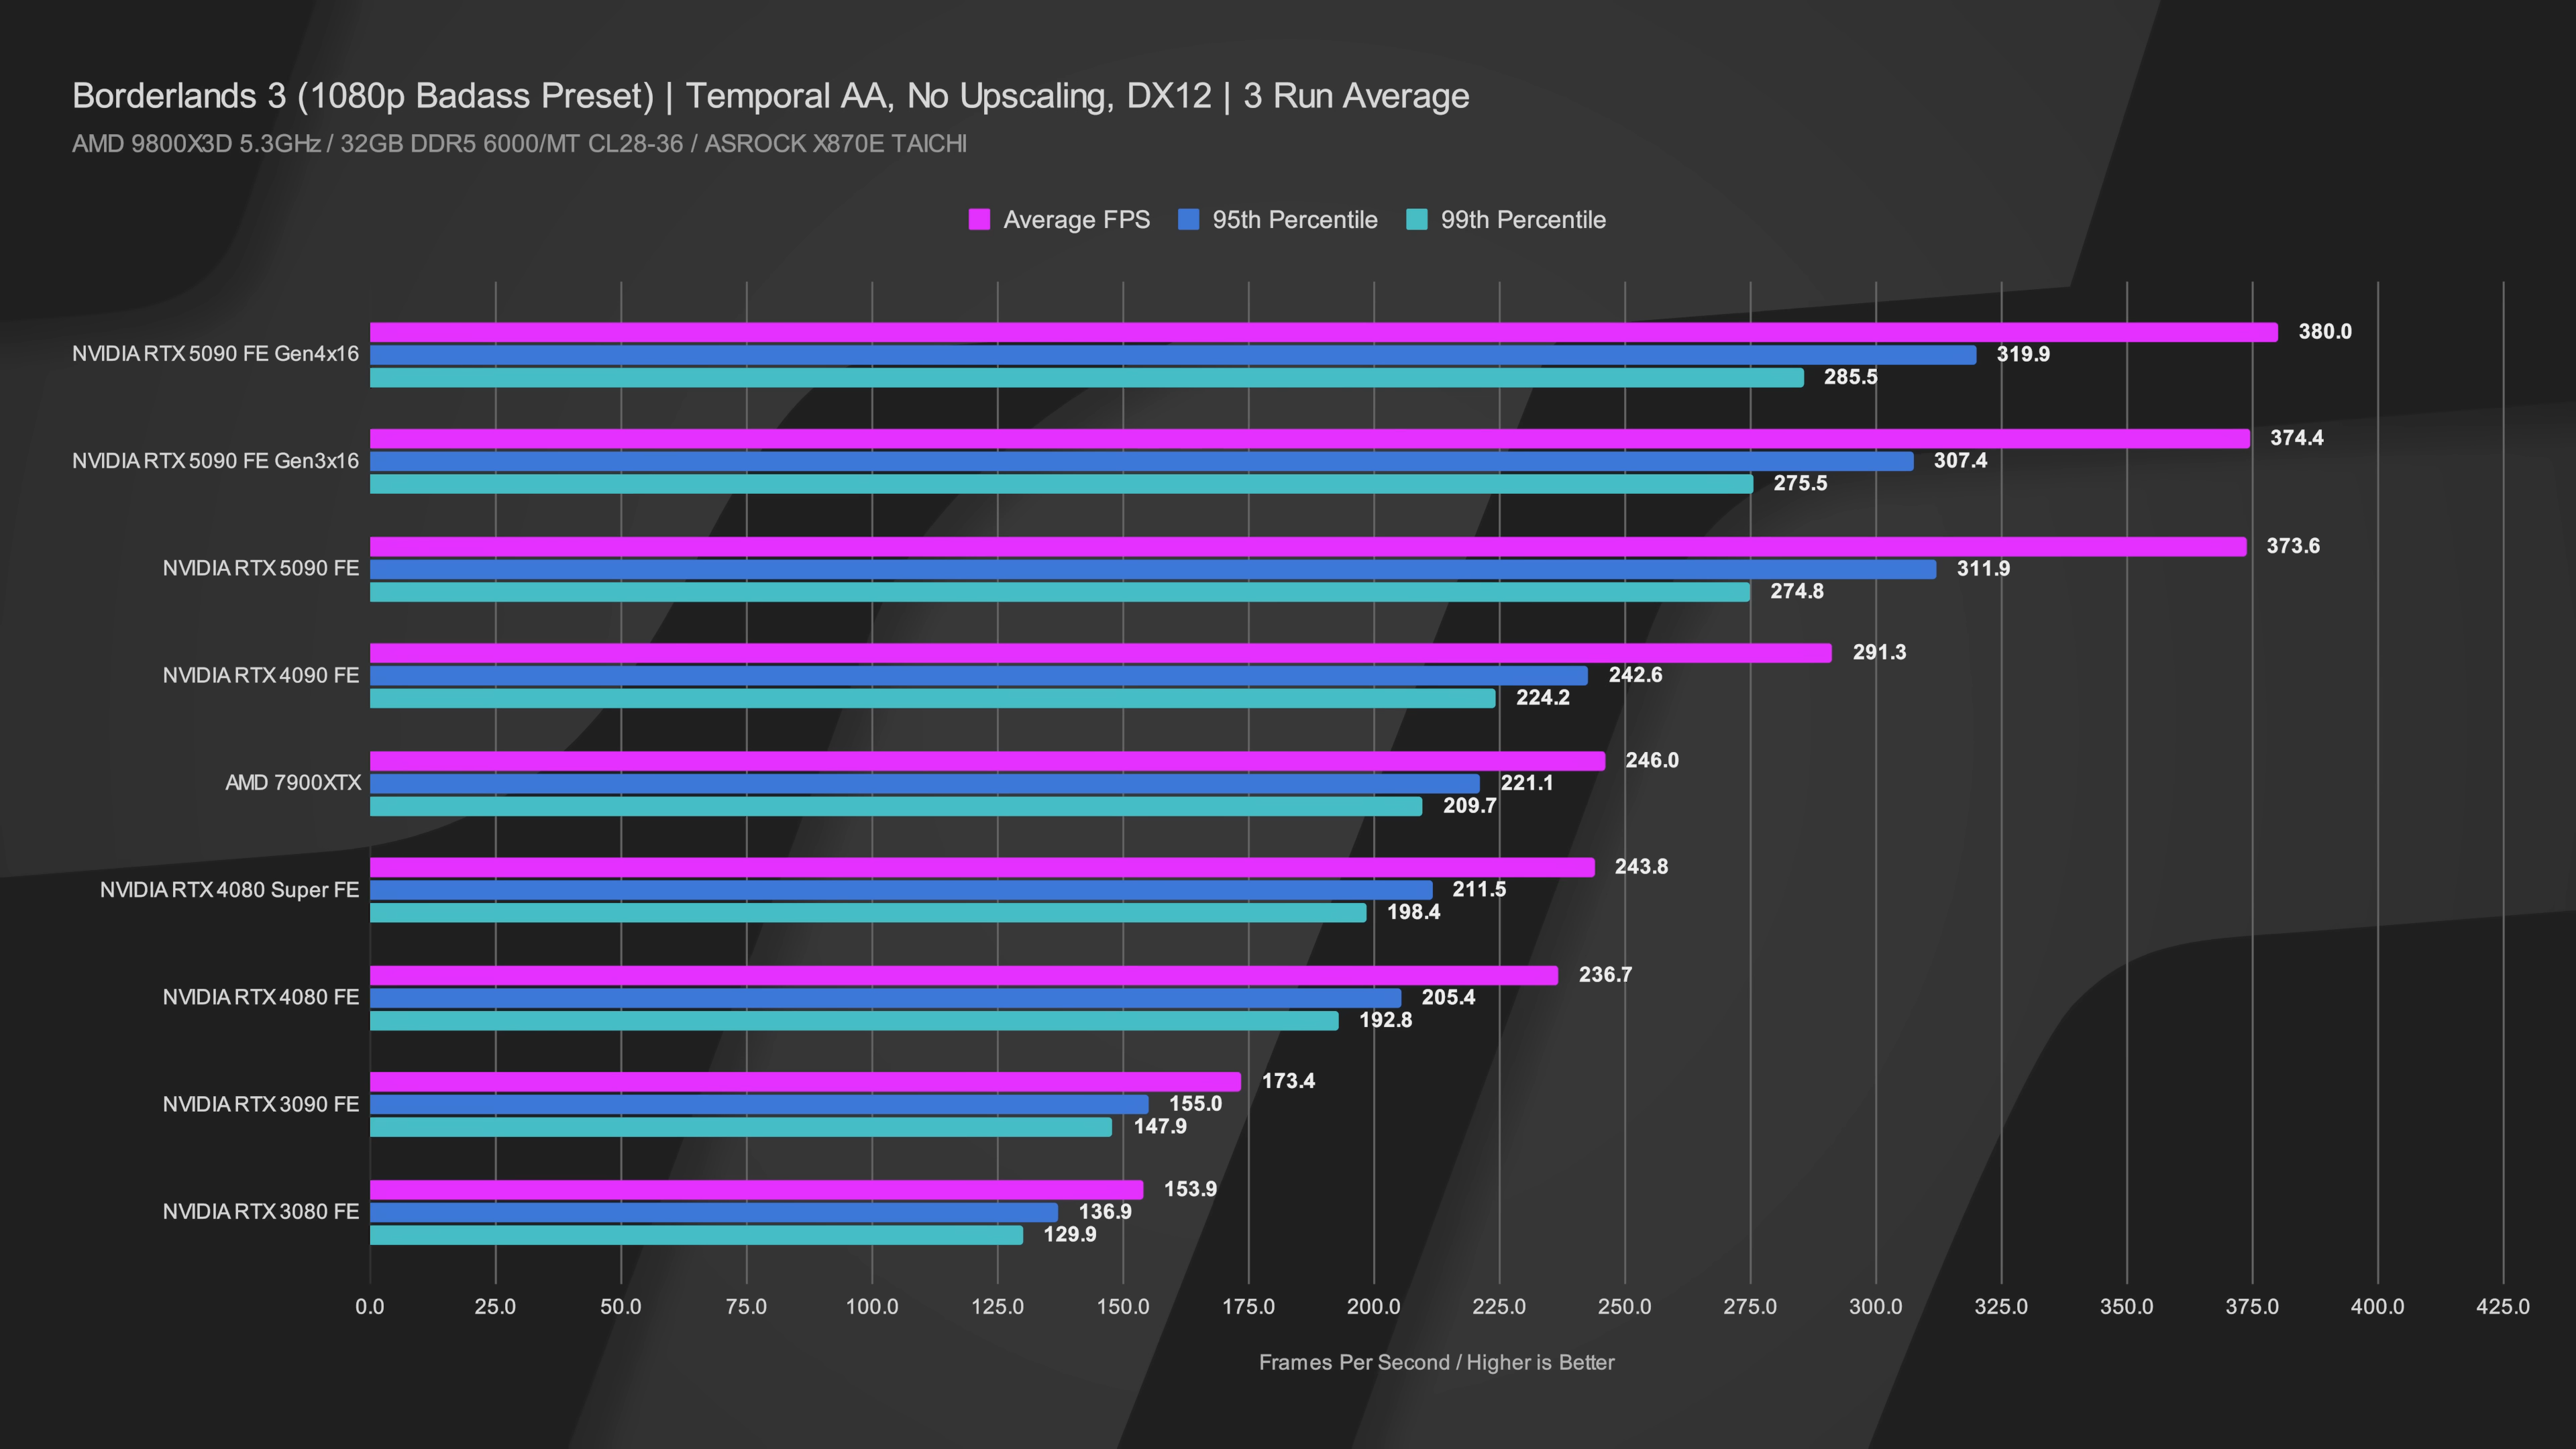 Borderlands 3 (1080p Badass Preset) | Temporal AA, No Upscaling, DX12 | 3 Run Average
AMD 9800X3D 5.3GHz / 32GB DDR5 6000/MT CL28-36 / ASROCK X870E TAICHI
Average FPS 95th Percentile 99th Percentile
380.0
NVIDIA RTX 5090 FE Gen4x16 319.9
285.5
374.4
NVIDIA RTX 5090 FE Gen3x16 307.4
275.5
373.6
NVIDIA RTX 5090 FE 311.9
274.8
291.3
NVIDIA RTX 4090 FE 242.6
224.2
246.0
AMD 7900XTX 221.1
209.7
243.8
NVIDIA RTX 4080 Super FE 211.5
198.4
236.7
NVIDIA RTX 4080 FE 205.4
192.8
173.4
NVIDIA RTX 3090 FE 155.0
147.9
153.9
NVIDIA RTX 3080 FE 136.9
129.9
0.0 25.0 50.0 75.0 100.0 125.0 150.0 175.0 200.0 225.0 250.0 275.0 300.0 325.0 350.0 375.0 400.0 425.0
Frames Per Second / Higher is Better